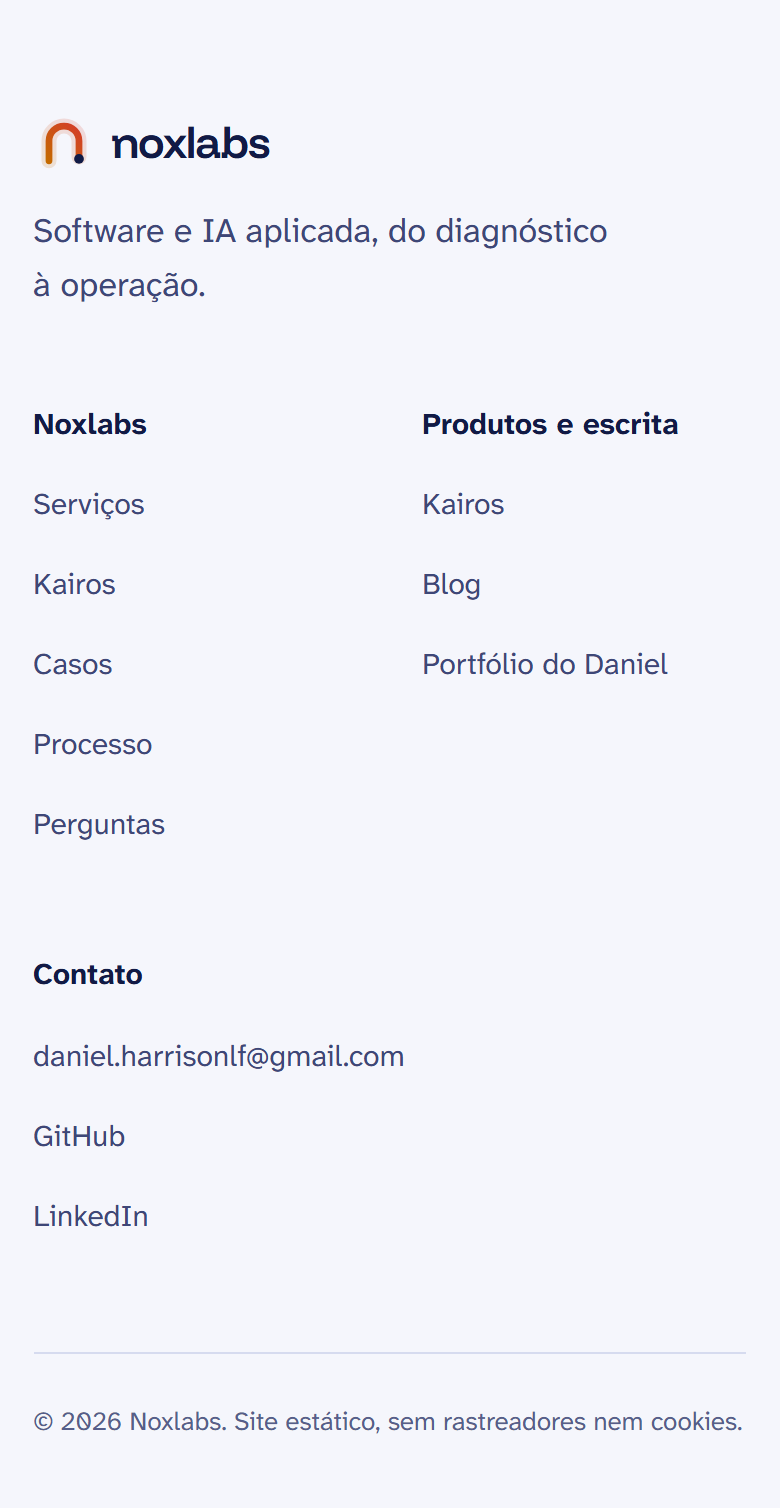 noxlabs
Software e IA aplicada, do diagnóstico
à operação.
Noxlabs
Serviços
Kairos
Casos
Processo
Perguntas
Produtos e escrita
Kairos
Blog
Portfólio do Daniel
Contato
daniel.harrisonlf@gmail.com
GitHub
LinkedIn
© 2026 Noxlabs. Site estático, sem rastreadores nem cookies.